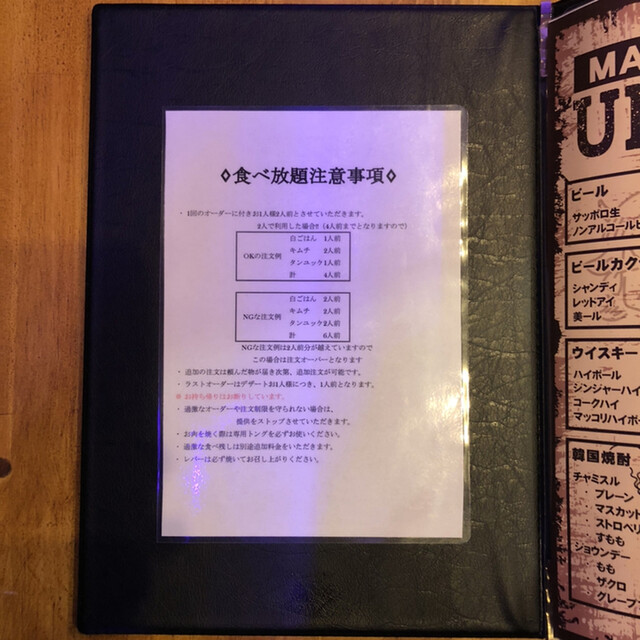 ◊食べ放題注意事項◊
・1回のオーダーに付きお1人様2人前とさせていただきます。
2人で利用した場合‼（4人前までとなりますので）
OKの注文例
白ごはん 1人前
キムチ 2人前
タンユッケ1人前
計 4人前
NGな注文例
白ごはん 2人前
キムチ 2人前
タンユッケ2人前
計 6人前
NGな注文例は2人前分が越えていますので
この場合は注文オーバーとなります
・追加の注文は頼んだ物が届き次第、追加注文が可能です。
・ラストオーダーはデザートお1人様につき、1人前となります。
※お持ち帰りはお断りしています。
・過激なオーダーや注文制限を守られない場合は、
提供をストップさせていただきます。
・お肉を焼く際は専用トングを必ずお使いください。
・過激な食べ残しは別途追加料金をいただきます。
・レバーは必ず焼いてお召し上がりください。
MA
ビール
サッポロ生
ノンアルコールビ
ビールカク
シャンディ
レッドアイ
美ール
ウイスキー
ハイボール
ジンジャーハイ
コークハイ
マッコリハイボ
韓国焼酎
チャミスル
・プレーン
マスカット
ストロベリ
すもも
ジョウンデー
・もも
ザクロ
グレープ